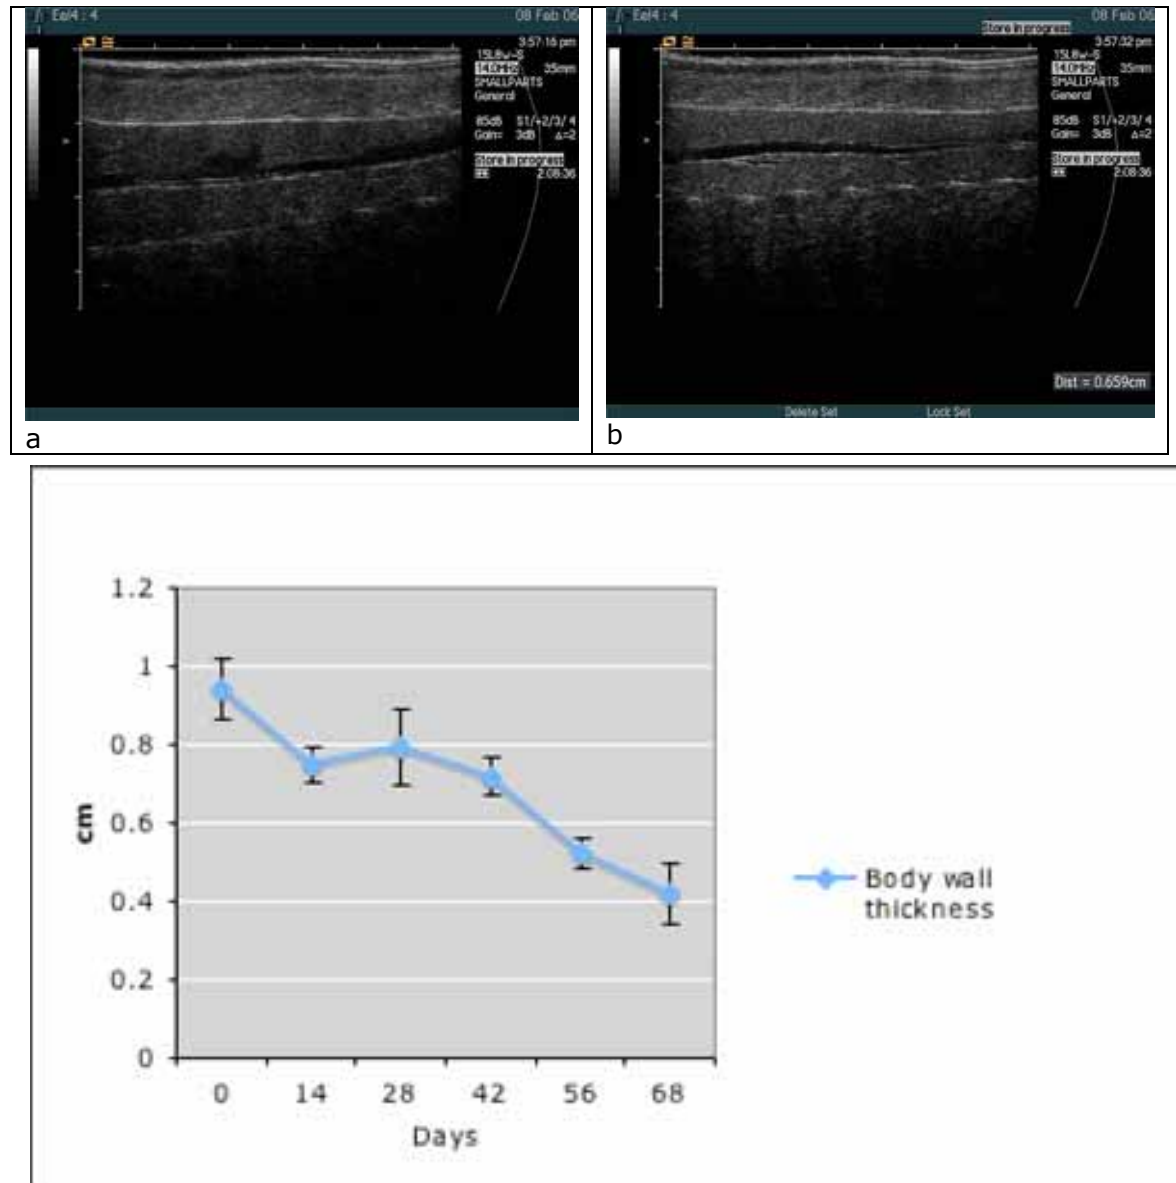 Eel4 : 4
08 Feb 06
3:57:16 pm
15L8w-S
14.0MHz 35mm
SMALLPARTS
General
85dB S1/+2/3/4
Gain= 3dB Δ=2
Store in progress
2:08:36
a
Eel4 : 4
08 Feb 06
Store in progress
3:57:32 pm
15L8w-S
14.0MHz 35mm
SMALLPARTS
General
85dB S1/+2/3/4
Gain= 3dB Δ=2
Store in progress
2:08:36
Dist = 0.659cm
Delete Set Lock Set
b
1.2
1
0.8
0.6
0.4
0.2
0
cm
0 14 28 42 56 68
Days
Body wall
thickness